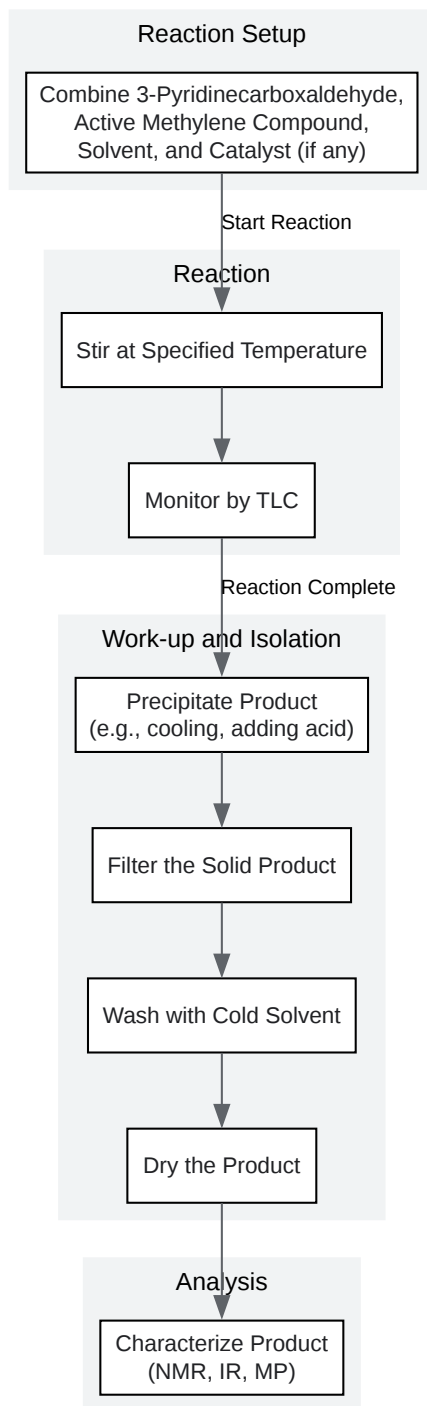 Reaction Setup
Combine 3-Pyridinecarboxaldehyde,
Active Methylene Compound,
Solvent, and Catalyst (if any)
Start Reaction
Reaction
Stir at Specified Temperature
Monitor by TLC
Reaction Complete
Work-up and Isolation
Precipitate Product
(e.g., cooling, adding acid)
Filter the Solid Product
Wash with Cold Solvent
Dry the Product
Analysis
Characterize Product
(NMR, IR, MP)